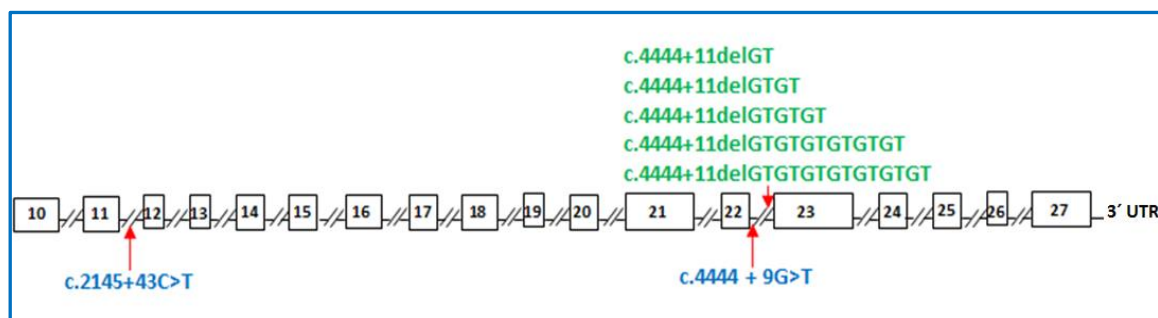 c.4444+11delGT
c.4444+11delGTGT
c.4444+11delGTGTGT
c.4444+11delGTGTGTGTGTGT
c.4444+11delGTGTGTGTGTGTGT
10 11 12 13 14 15 16 17 18 19 20 21 22 23 24 25 26 27 3´ UTR
c.2145+43C>T
c.4444 + 9G>T